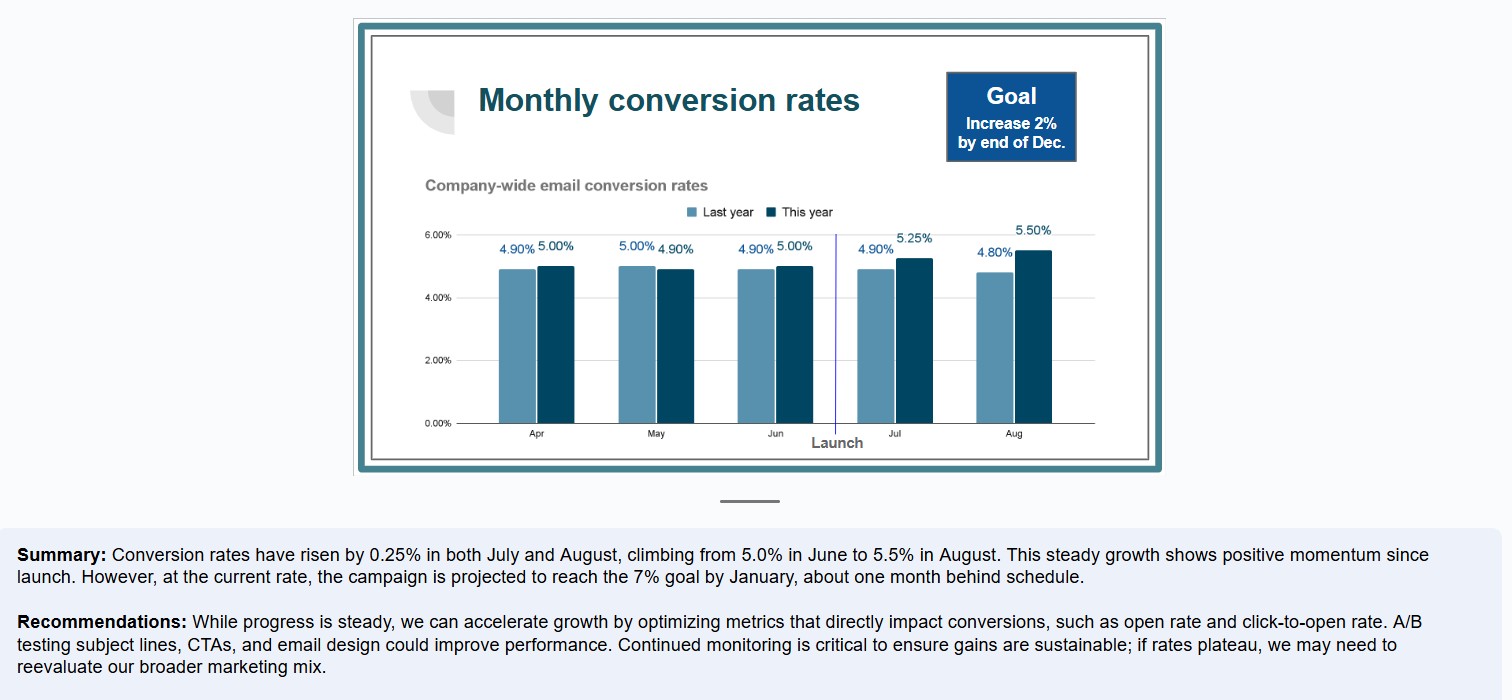 Monthly conversion rates
Goal
Increase 2%
by end of Dec.
Company-wide email conversion rates
Last year This year
6.00%
4.00%
2.00%
0.00%
4.90% 5.00%
5.00% 4.90%
4.90% 5.00%
4.90% 5.25%
4.80% 5.50%
Apr May Jun Jul Aug
Launch
Summary: Conversion rates have risen by 0.25% in both July and August, climbing from 5.0% in June to 5.5% in August. This steady growth shows positive momentum since
launch. However, at the current rate, the campaign is projected to reach the 7% goal by January, about one month behind schedule.
Recommendations: While progress is steady, we can accelerate growth by optimizing metrics that directly impact conversions, such as open rate and click-to-open rate. A/B
testing subject lines, CTAs, and email design could improve performance. Continued monitoring is critical to ensure gains are sustainable; if rates plateau, we may need to
reevaluate our broader marketing mix.